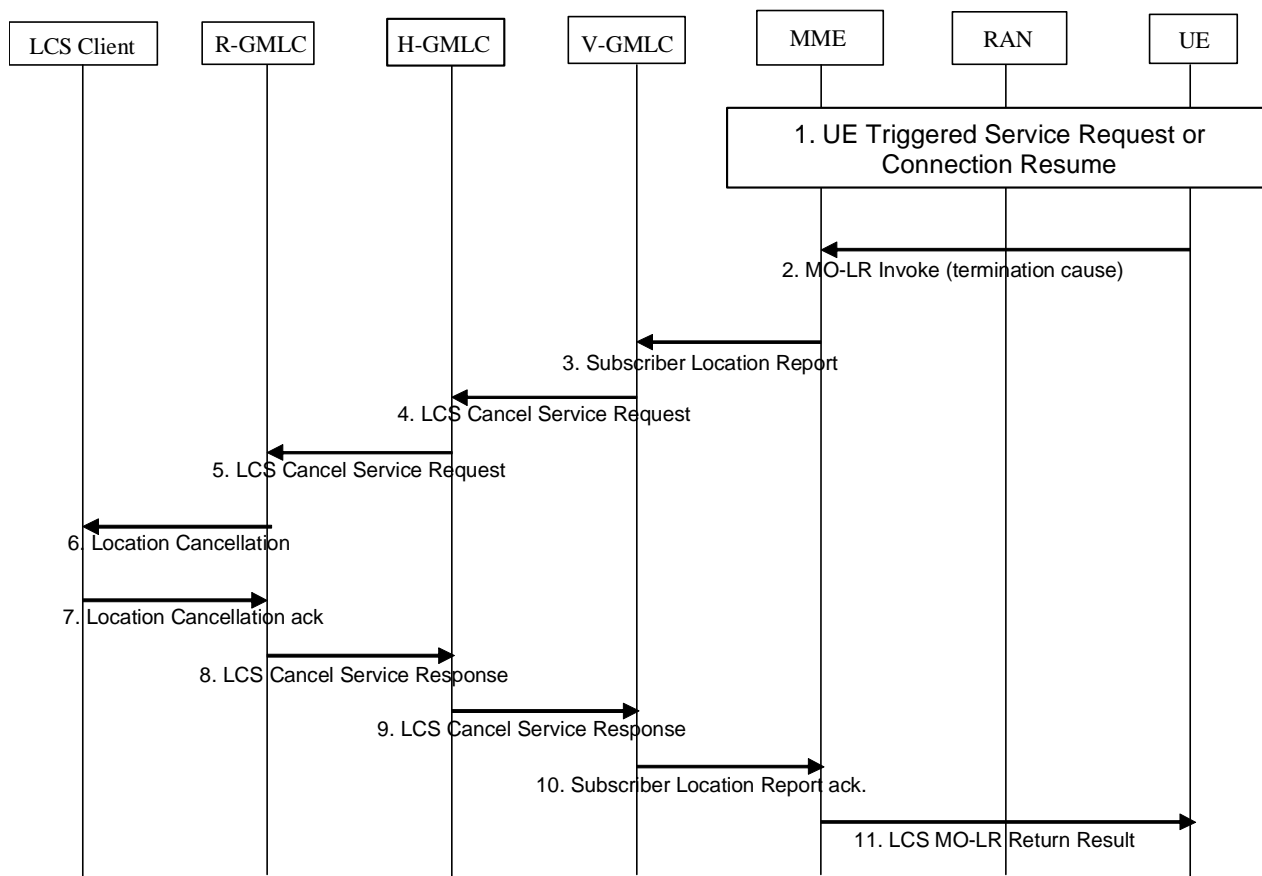 LCS Client
R-GMLC
H-GMLC
V-GMLC
MME
RAN
UE
1. UE Triggered Service Request or
Connection Resume
2. MO-LR Invoke (termination cause)
3. Subscriber Location Report
4. LCS Cancel Service Request
5. LCS Cancel Service Request
6. Location Cancellation
7. Location Cancellation ack
8. LCS Cancel Service Response
9. LCS Cancel Service Response
10. Subscriber Location Report ack.
11. LCS MO-LR Return Result